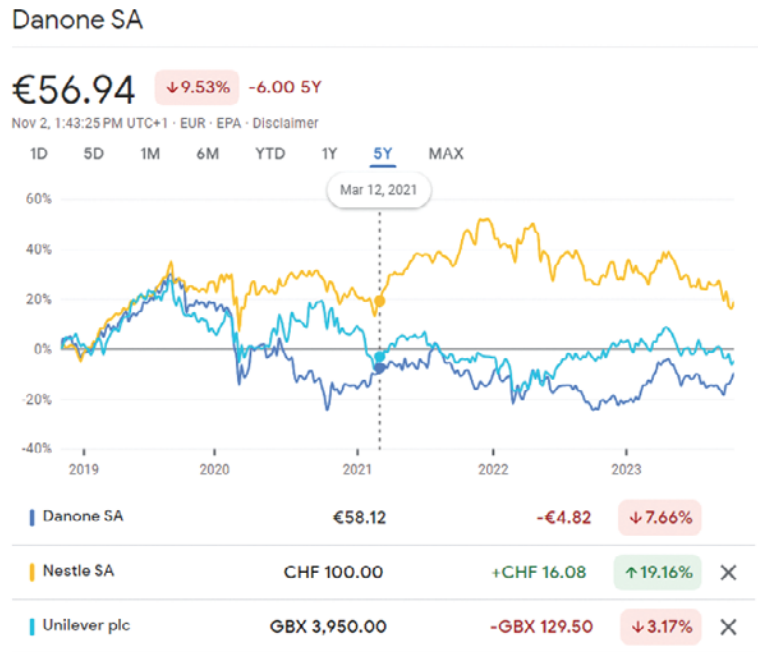 Danone SA
€56.94 ↓9.53% -6.00 5Y
Nov 2, 1:43:25 PM UTC+1 · EUR · EPA · Disclaimer
1D 5D 1M 6M YTD 1Y 5Y MAX
Mar 12, 2021
60%
40%
20%
0%
-20%
-40%
2019 2020 2021 2022 2023
Danone SA €58.12 -€4.82 ↓7.66%
Nestle SA CHF 100.00 +CHF 16.08 ↑19.16%
Unilever plc GBX 3,950.00 -GBX 129.50 ↓3.17%